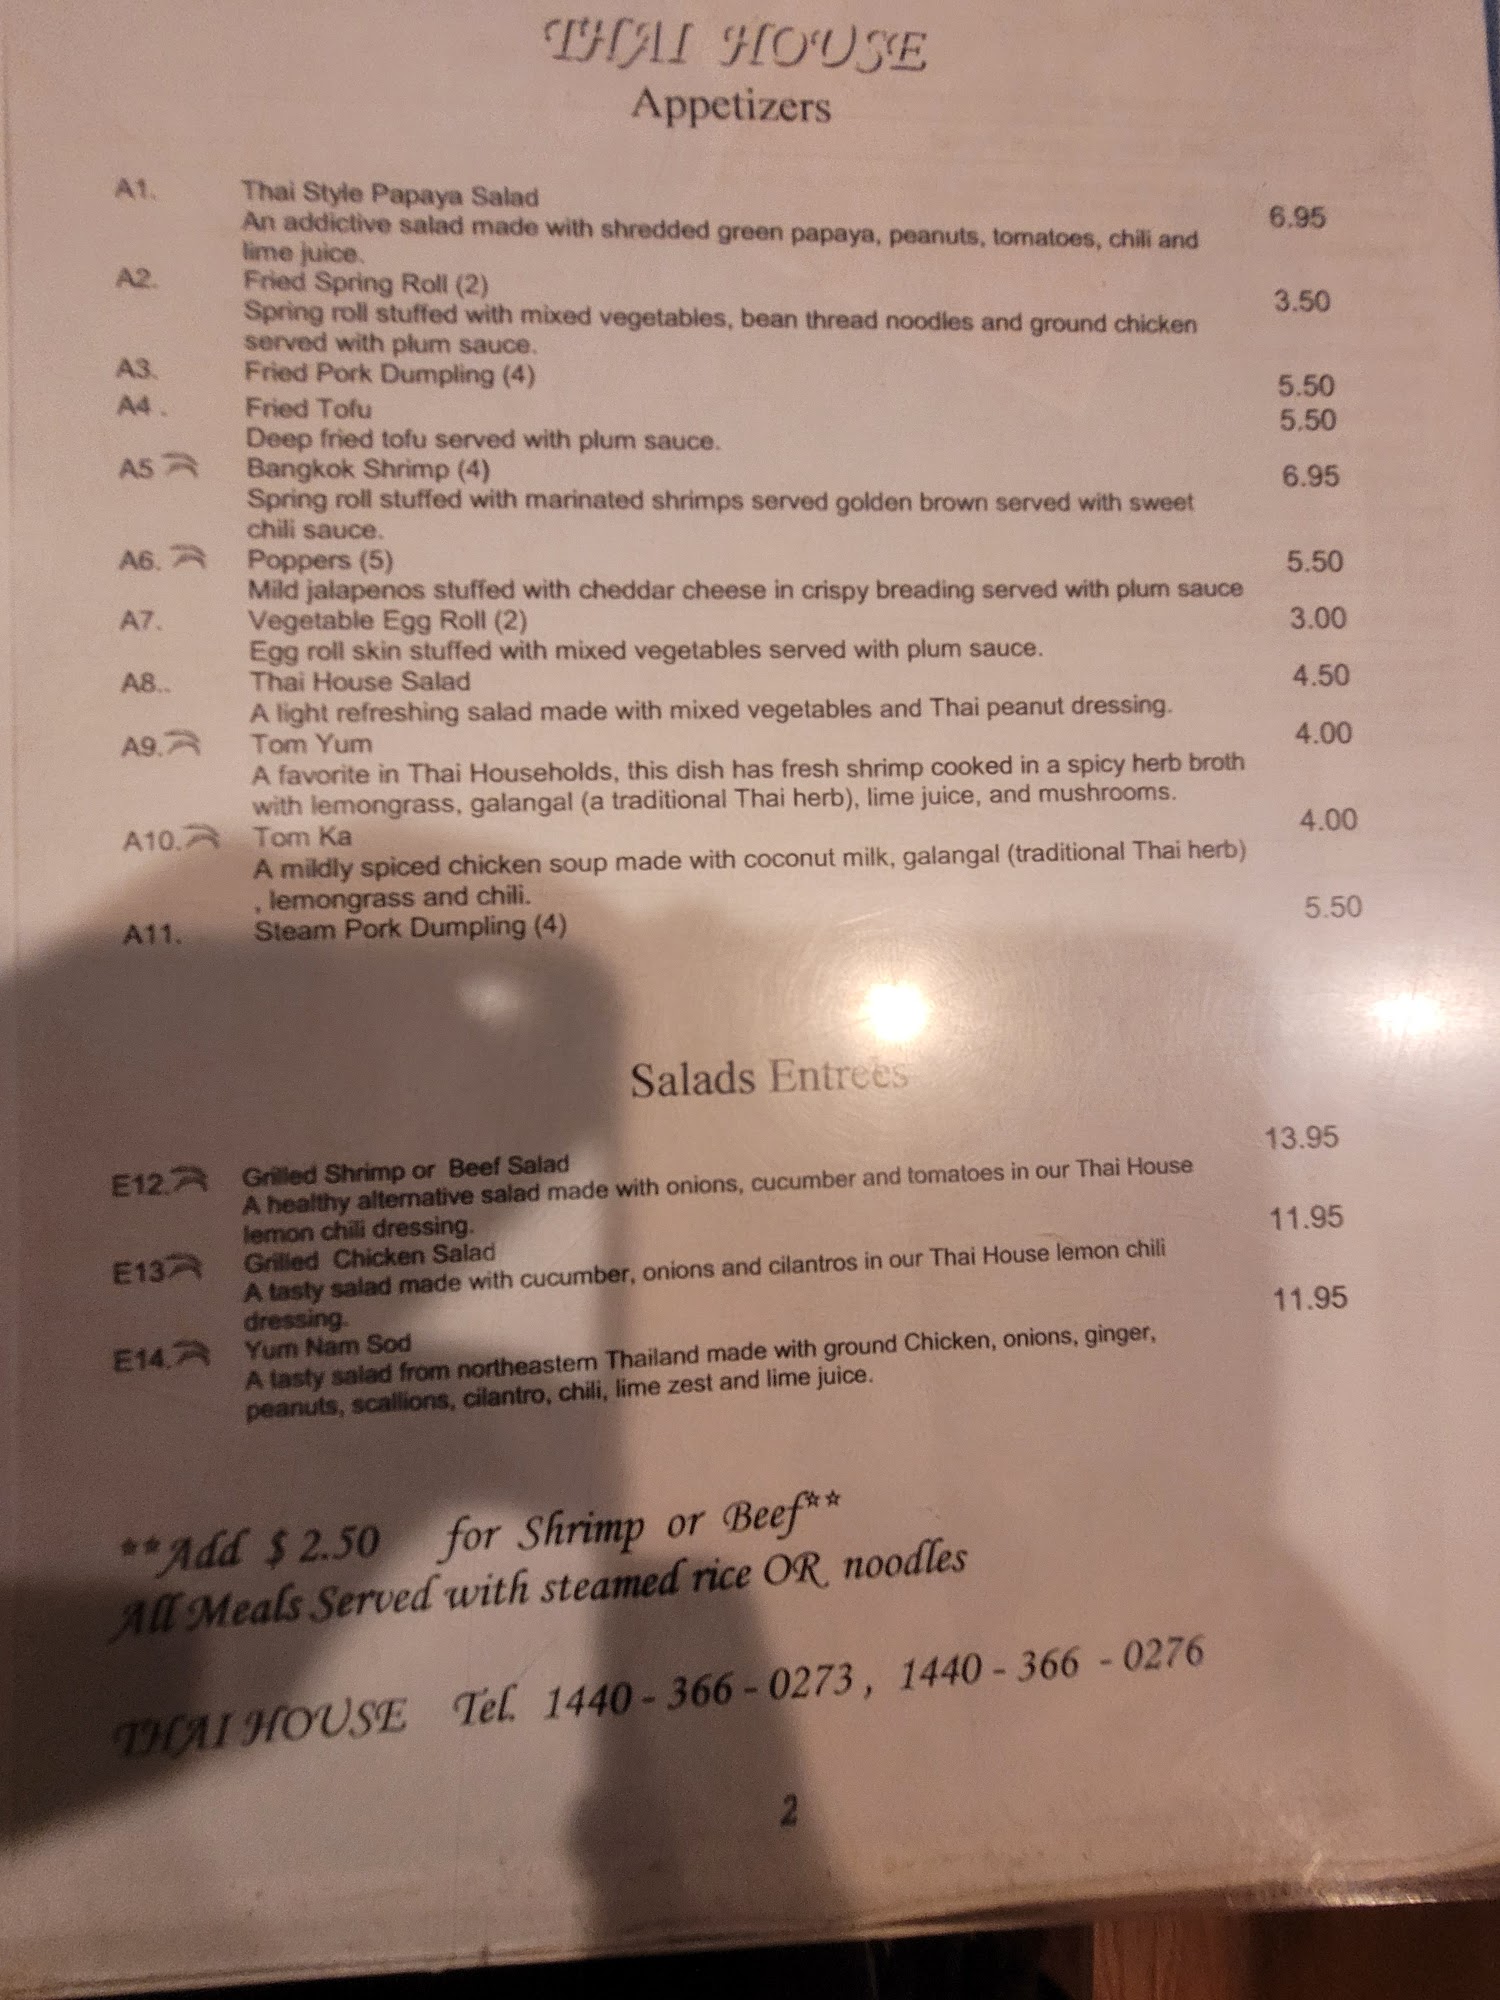 THAI HOUSE
Appetizers
A1. Thai Style Papaya Salad 6.95
An addictive salad made with shredded green papaya, peanuts, tomatoes, chili and
lime juice.
A2. Fried Spring Roll (2) 3.50
Spring roll stuffed with mixed vegetables, bean thread noodles and ground chicken
served with plum sauce.
A3. Fried Pork Dumpling (4) 5.50
A4 . Fried Tofu 5.50
Deep fried tofu served with plum sauce.
A5 Bangkok Shrimp (4) 6.95
Spring roll stuffed with marinated shrimps served golden brown served with sweet
chili sauce.
A6. Poppers (5) 5.50
Mild jalapenos stuffed with cheddar cheese in crispy breading served with plum sauce
A7. Vegetable Egg Roll (2) 3.00
Egg roll skin stuffed with mixed vegetables served with plum sauce.
A8.. Thai House Salad 4.50
A light refreshing salad made with mixed vegetables and Thai peanut dressing.
A9. Tom Yum 4.00
A favorite in Thai Households, this dish has fresh shrimp cooked in a spicy herb broth
with lemongrass, galangal (a traditional Thai herb), lime juice, and mushrooms.
A10. Tom Ka 4.00
A mildly spiced chicken soup made with coconut milk, galangal (traditional Thai herb)
, lemongrass and chili.
A11. Steam Pork Dumpling (4) 5.50
Salads Entrees
E12. Grilled Shrimp or Beef Salad 13.95
A healthy alternative salad made with onions, cucumber and tomatoes in our Thai House
lemon chili dressing.
E13 Grilled Chicken Salad 11.95
A tasty salad made with cucumber, onions and cilantros in our Thai House lemon chili
dressing.
E14. Yum Nam Sod 11.95
A tasty salad from northeastern Thailand made with ground Chicken, onions, ginger,
peanuts, scallions, cilantro, chili, lime zest and lime juice.
**Add $ 2.50 for Shrimp or Beef**
All Meals Served with steamed rice OR noodles
THAI HOUSE Tel. 1440 - 366 - 0273 , 1440 - 366 - 0276
2